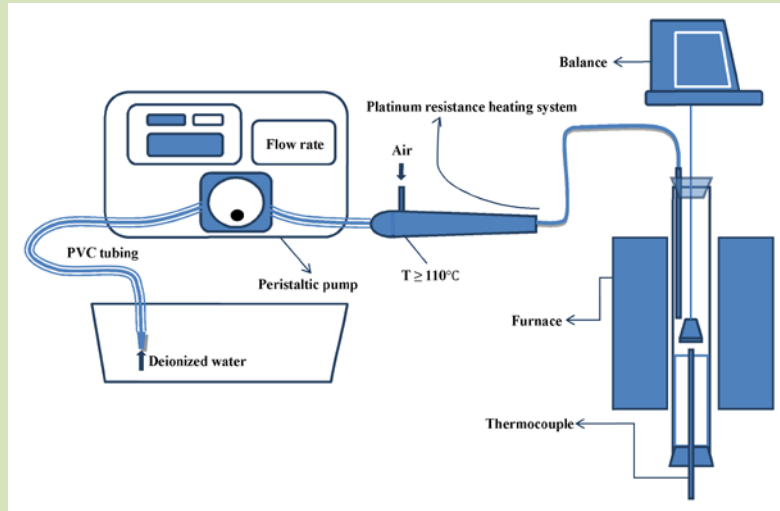 Balance
Platinum resistance heating system
Flow rate
Air
PVC tubing
T ≥ 110°C
Peristaltic pump
Furnace
Deionized water
Thermocouple